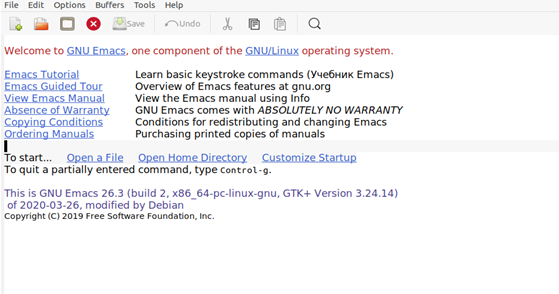 File Edit Options Buffers Tools Help
Save Undo
Welcome to GNU Emacs, one component of the GNU/Linux operating system.
Emacs Tutorial Learn basic keystroke commands (Учебник Emacs)
Emacs Guided Tour Overview of Emacs features at gnu.org
View Emacs Manual View the Emacs manual using Info
Absence of Warranty GNU Emacs comes with ABSOLUTELY NO WARRANTY
Copying Conditions Conditions for redistributing and changing Emacs
Ordering Manuals Purchasing printed copies of manuals
To start... Open a File Open Home Directory Customize Startup
To quit a partially entered command, type Control-g.
This is GNU Emacs 26.3 (build 2, x86_64-pc-linux-gnu, GTK+ Version 3.24.14)
of 2020-03-26, modified by Debian
Copyright (C) 2019 Free Software Foundation, Inc.